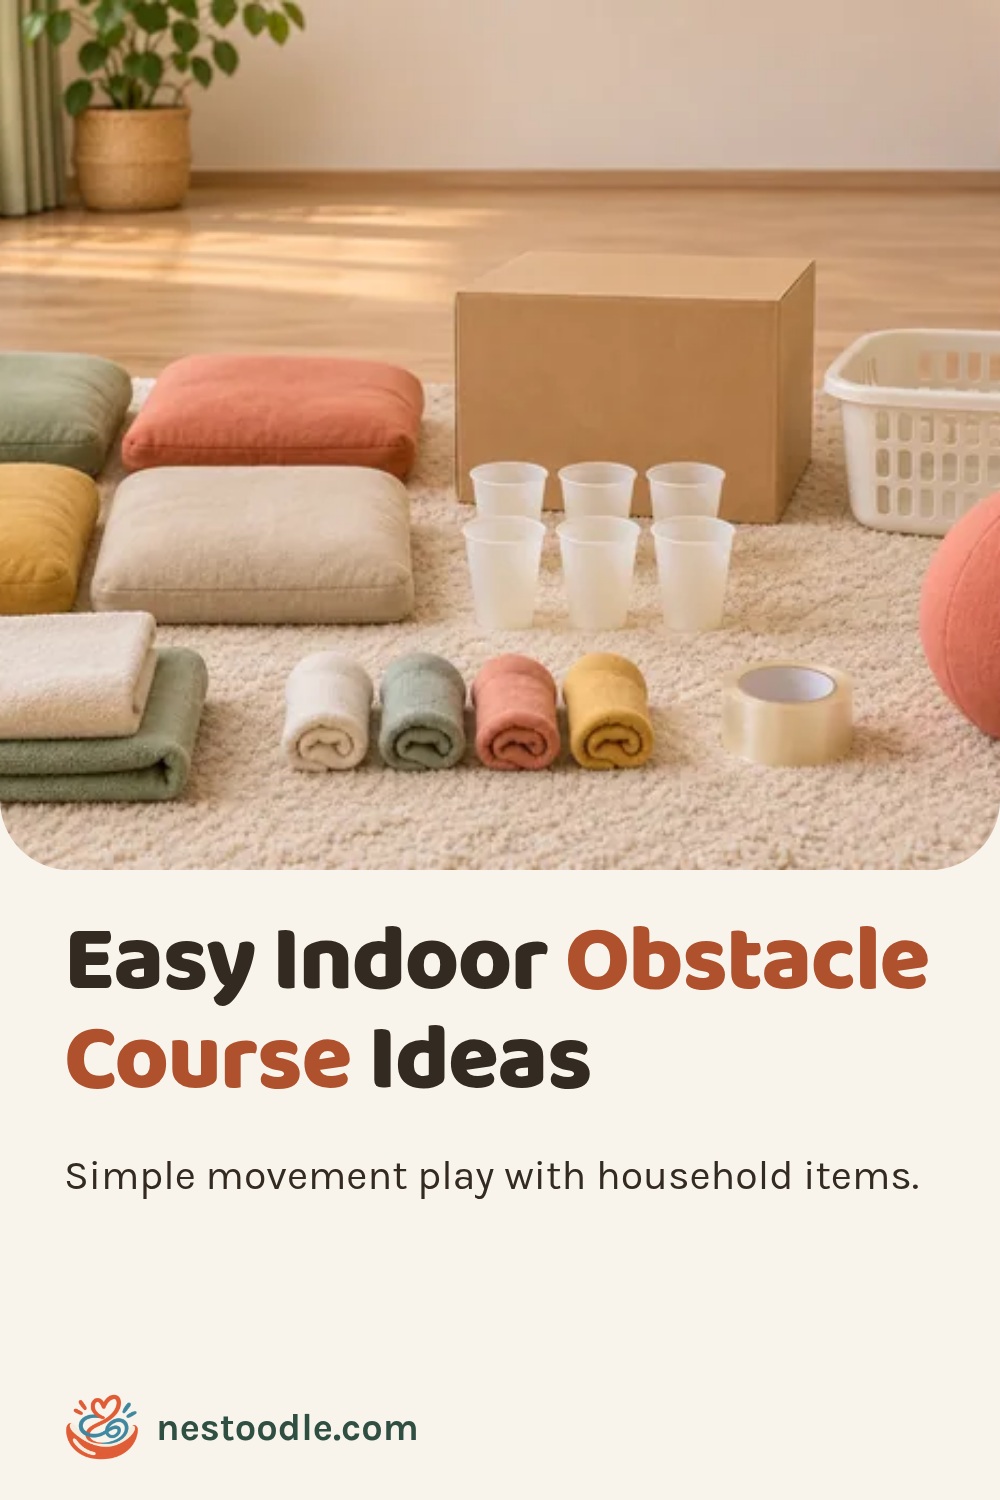 Easy Indoor Obstacle
Course Ideas
Simple movement play with household items.
nestoodle.com